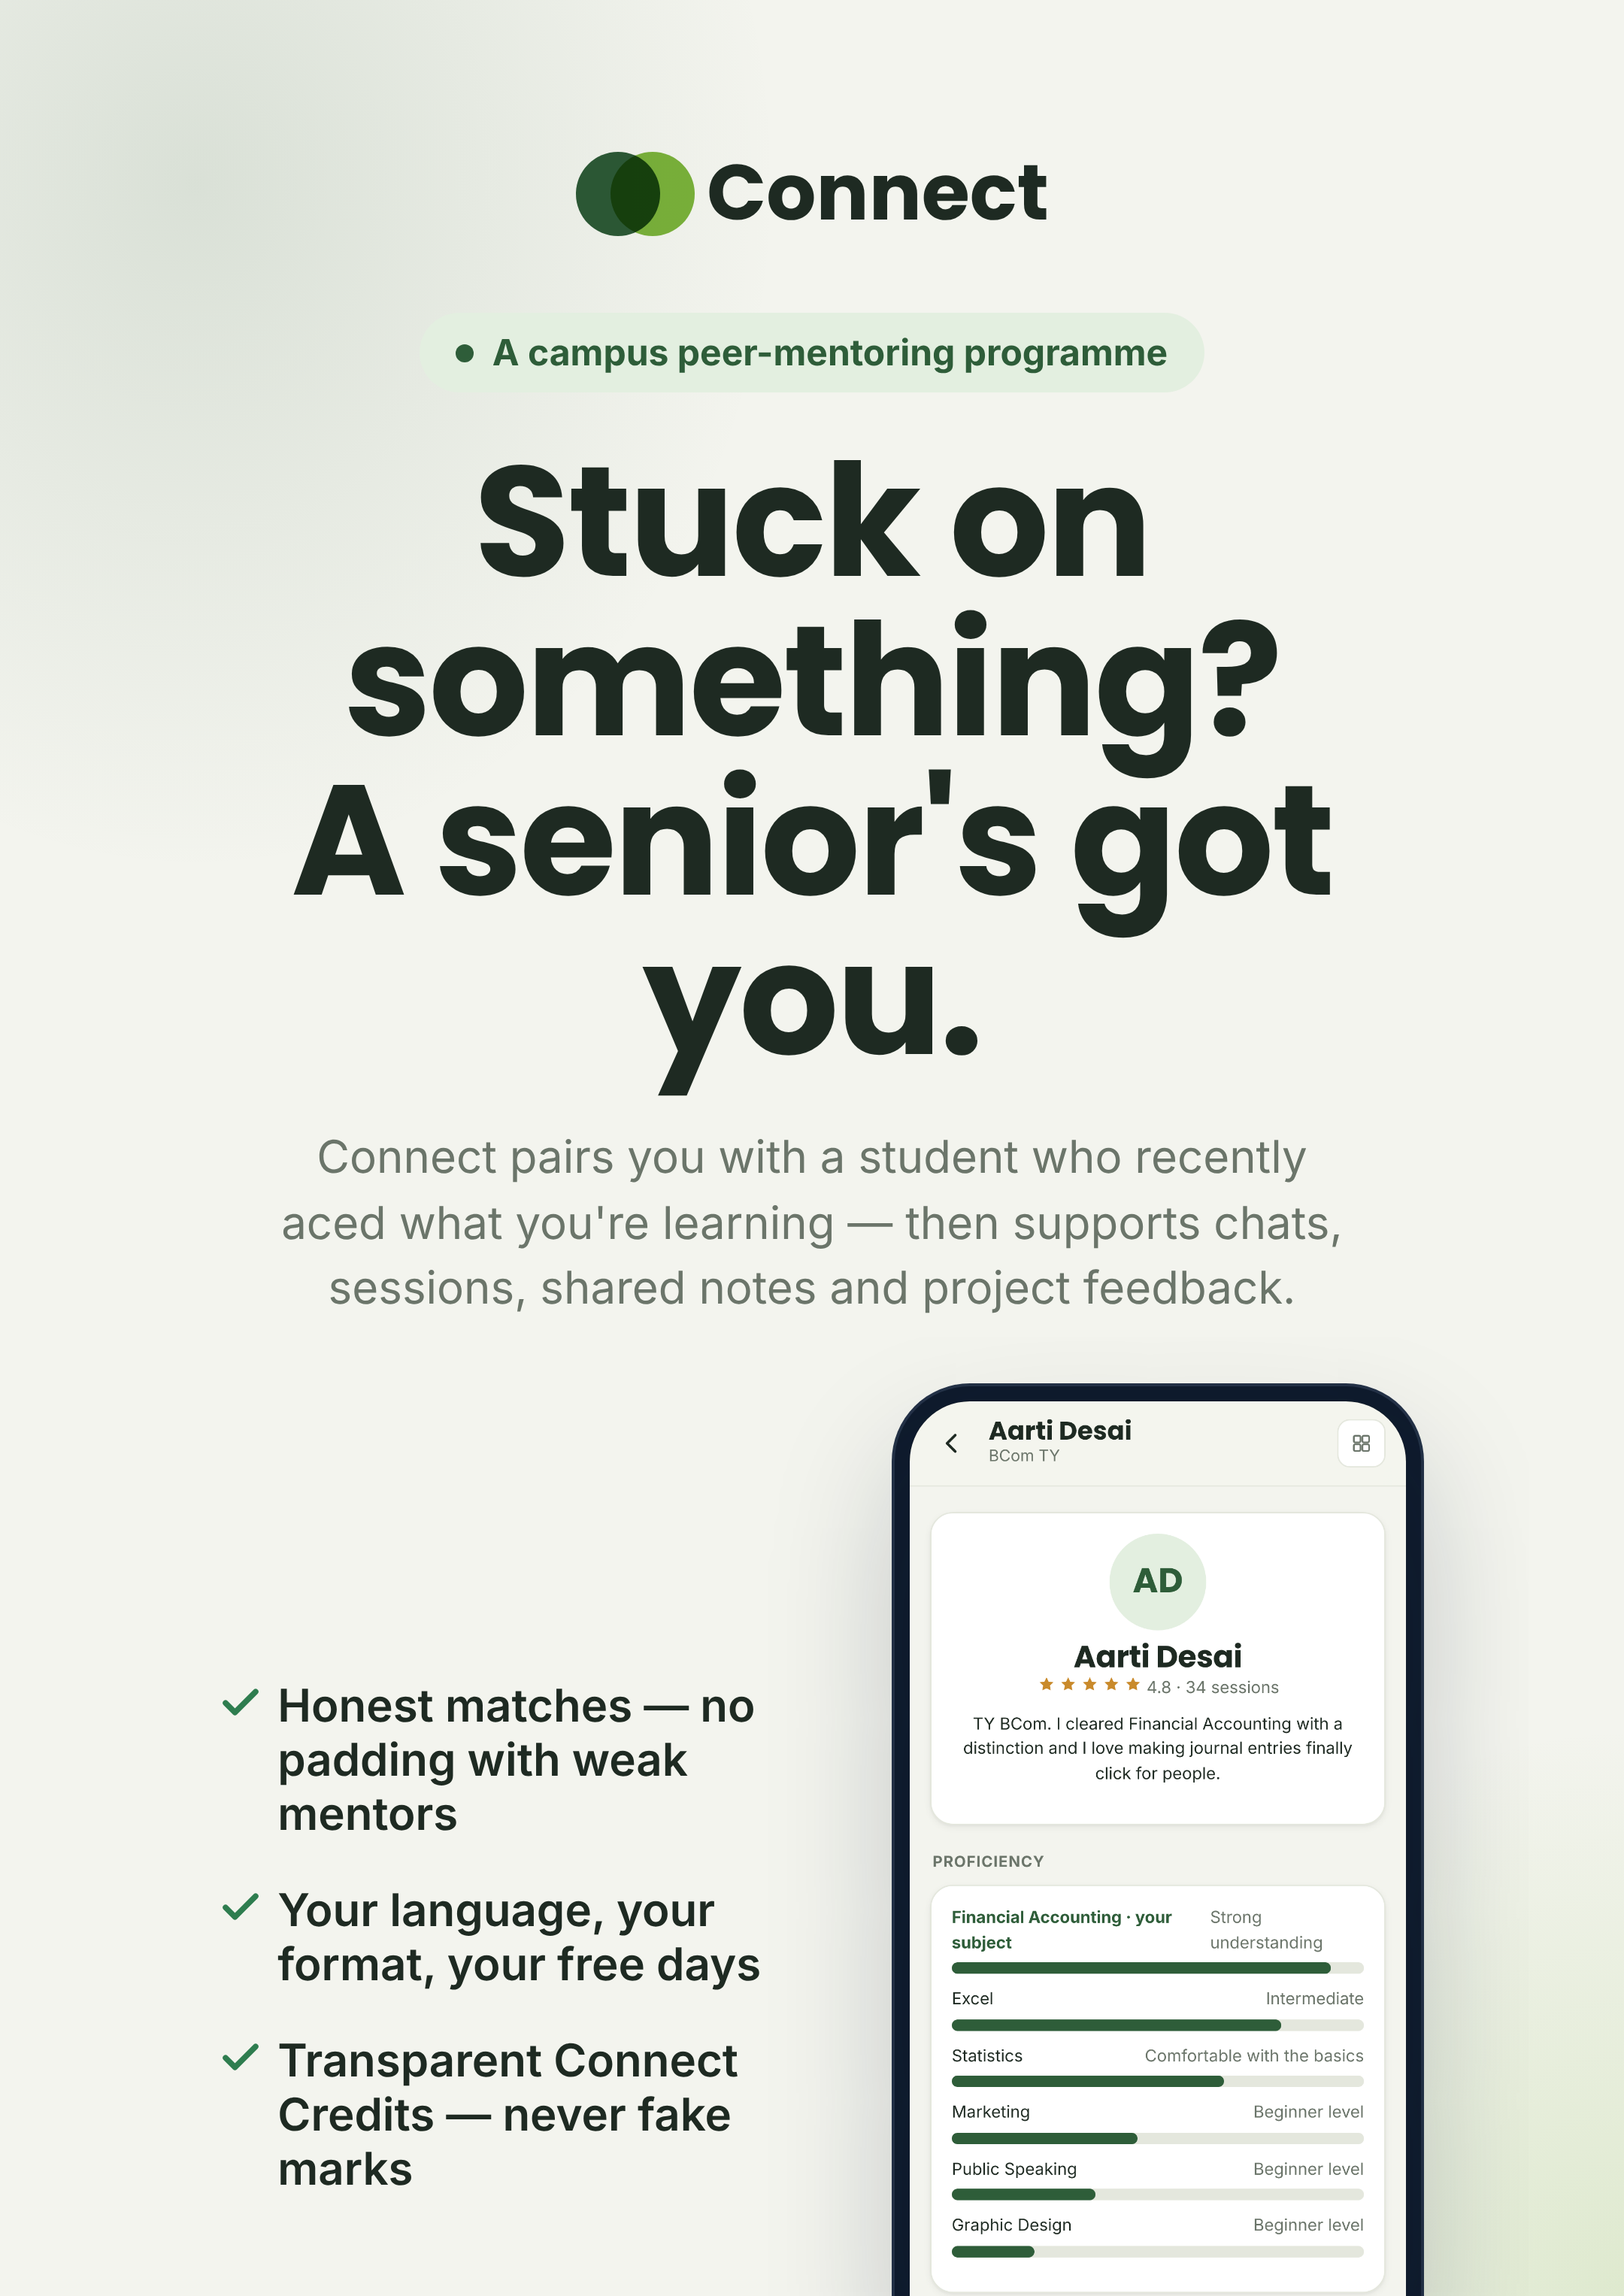 Connect
A campus peer-mentoring programme
Stuck on
something?
A senior's got
you.
Connect pairs you with a student who recently
aced what you're learning — then supports chats,
sessions, shared notes and project feedback.
Honest matches — no
padding with weak
mentors
Your language, your
format, your free days
Transparent Connect
Credits — never fake
marks
Aarti Desai
BCom TY
AD
Aarti Desai
4.8 · 34 sessions
TY BCom. I cleared Financial Accounting with a
distinction and I love making journal entries finally
click for people.
PROFICIENCY
Financial Accounting · your
subject
Strong
understanding
Excel Intermediate
Statistics Comfortable with the basics
Marketing Beginner level
Public Speaking Beginner level
Graphic Design Beginner level